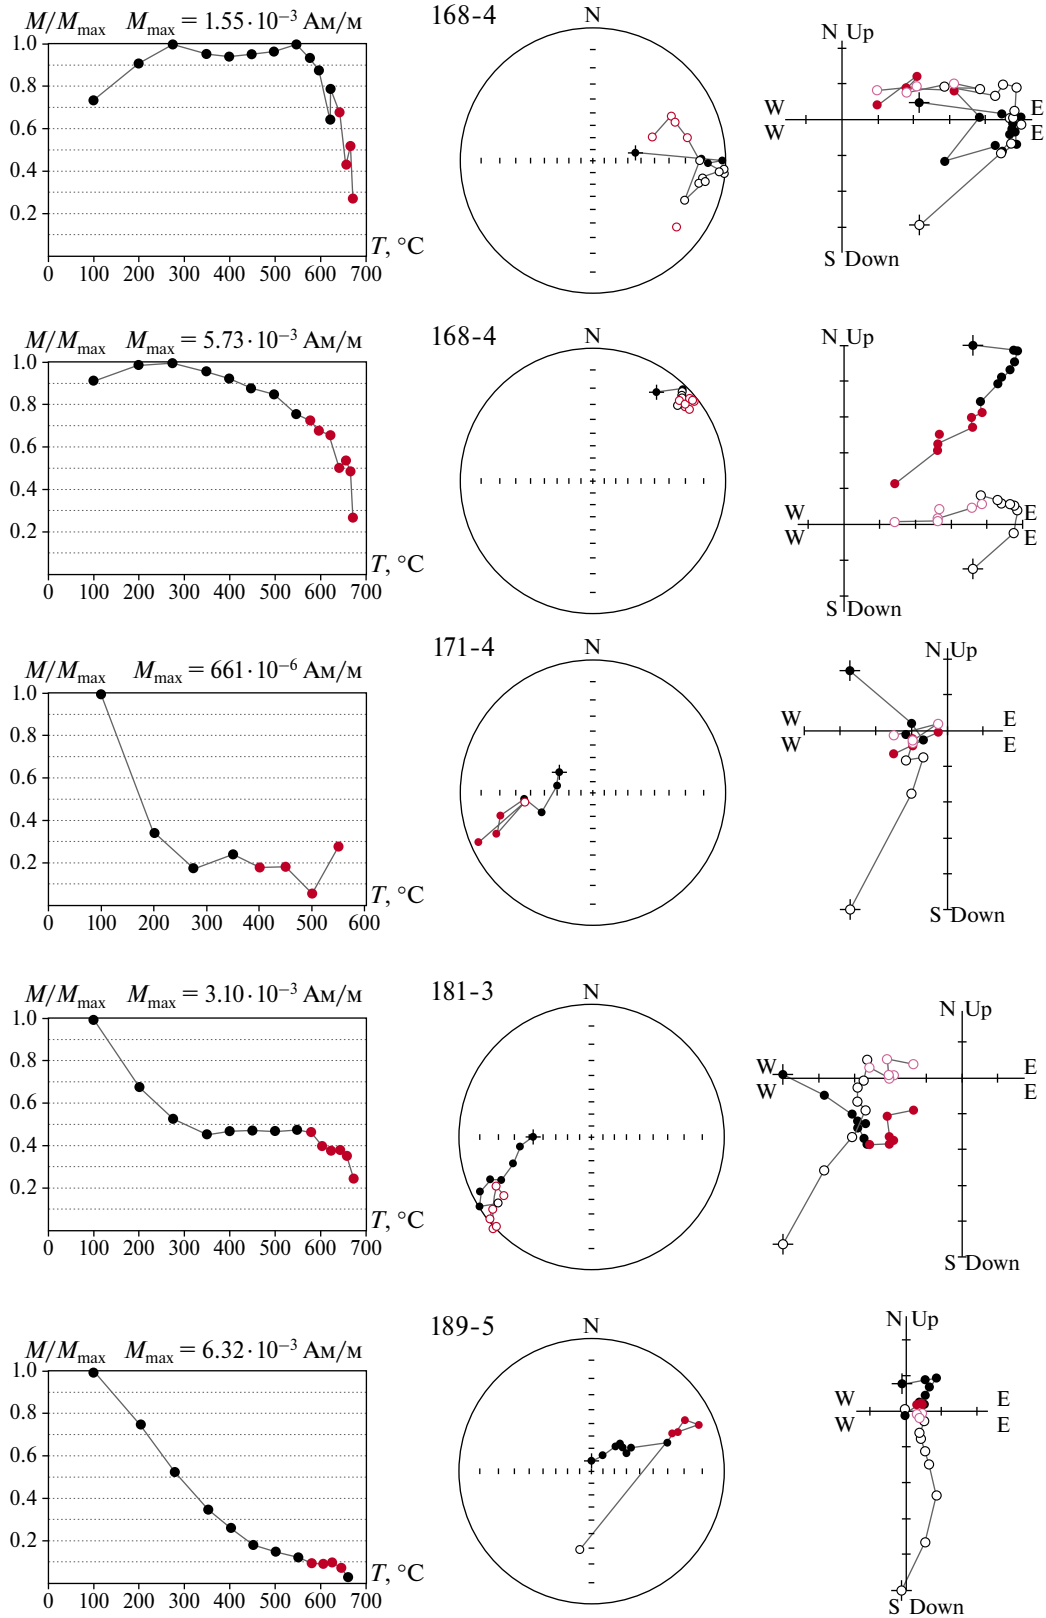 M/Mmax Mmax = 1.55·10⁻³ Ам/м 168-4
N
1.0
0.8
0.6
0.4
0.2
T, °C
0 100 200 300 400 500 600 700
N Up
W E
W E
S Down
M/Mmax Mmax = 5.73·10⁻³ Ам/м 168-4
N
1.0
0.8
0.6
0.4
0.2
T, °C
0 100 200 300 400 500 600 700
N Up
W E
W E
S Down
M/Mmax Mmax = 661·10⁻⁶ Ам/м 171-4
N
1.0
0.8
0.6
0.4
0.2
T, °C
0 100 200 300 400 500 600
N Up
W E
W E
S Down
M/Mmax Mmax = 3.10·10⁻³ Ам/м 181-3
N
1.0
0.8
0.6
0.4
0.2
T, °C
0 100 200 300 400 500 600 700
N Up
W E
W E
S Down
M/Mmax Mmax = 6.32·10⁻³ Ам/м 189-5
N
1.0
0.8
0.6
0.4
0.2
T, °C
0 100 200 300 400 500 600 700
N Up
W E
W E
S Down